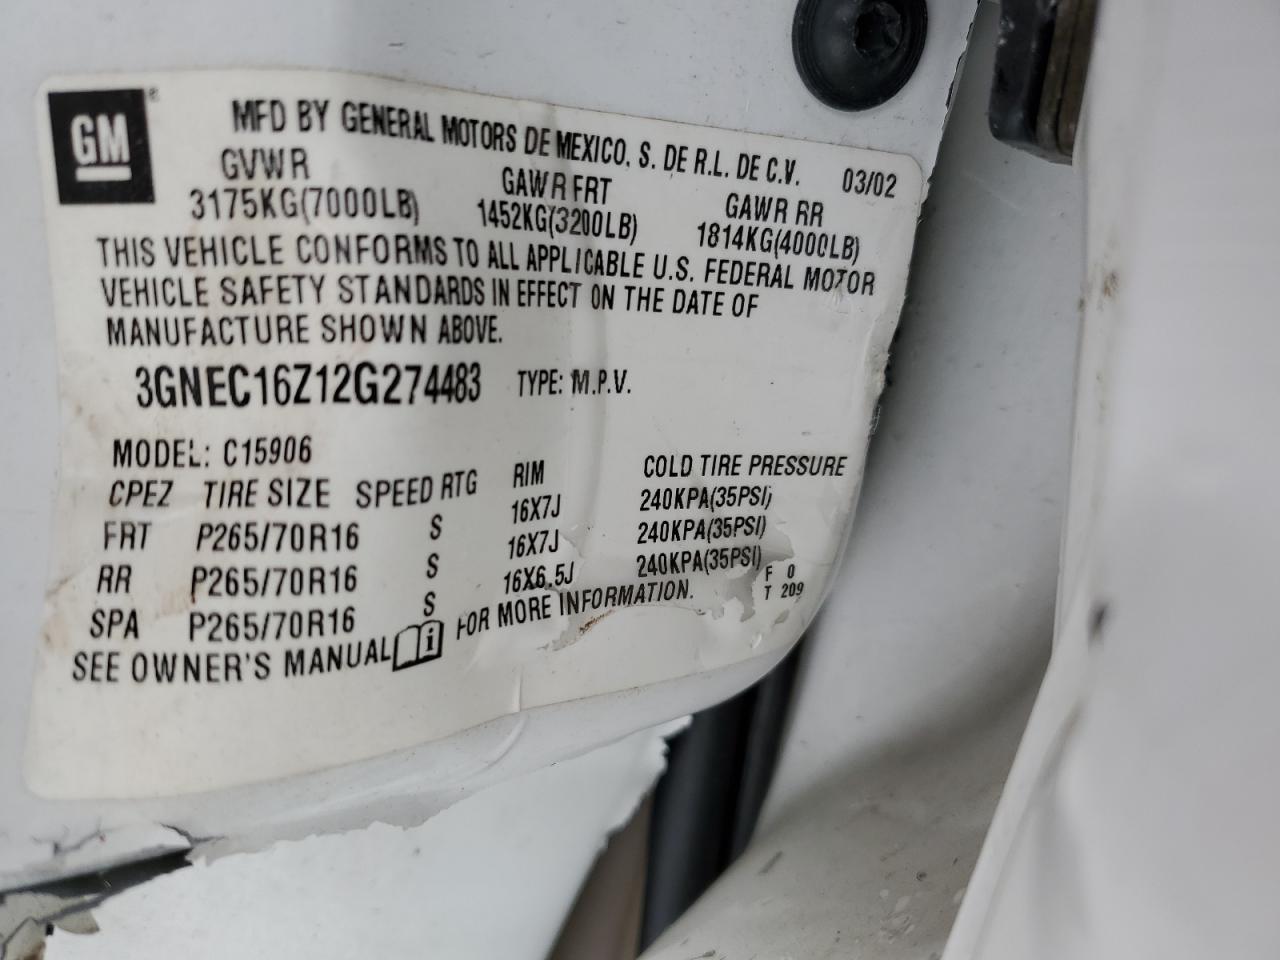 GM ®
MFD BY GENERAL MOTORS DE MEXICO, S. DE R.L. DE C.V. 03/02
GVWR GAWR FRT GAWR RR
3175KG(7000LB) 1452KG(3200LB) 1814KG(4000LB)
THIS VEHICLE CONFORMS TO ALL APPLICABLE U.S. FEDERAL MOTOR
VEHICLE SAFETY STANDARDS IN EFFECT ON THE DATE OF
MANUFACTURE SHOWN ABOVE.
3GNEC16Z12G274483 TYPE: M.P.V.
MODEL: C15906
CPEZ TIRE SIZE SPEED RTG RIM COLD TIRE PRESSURE
FRT P265/70R16 S 16X7J 240KPA(35PSI)
RR P265/70R16 S 16X7J 240KPA(35PSI)
SPA P265/70R16 S 16X6.5J 240KPA(35PSI)
SEE OWNER'S MANUAL i FOR MORE INFORMATION.
F 0
T 209